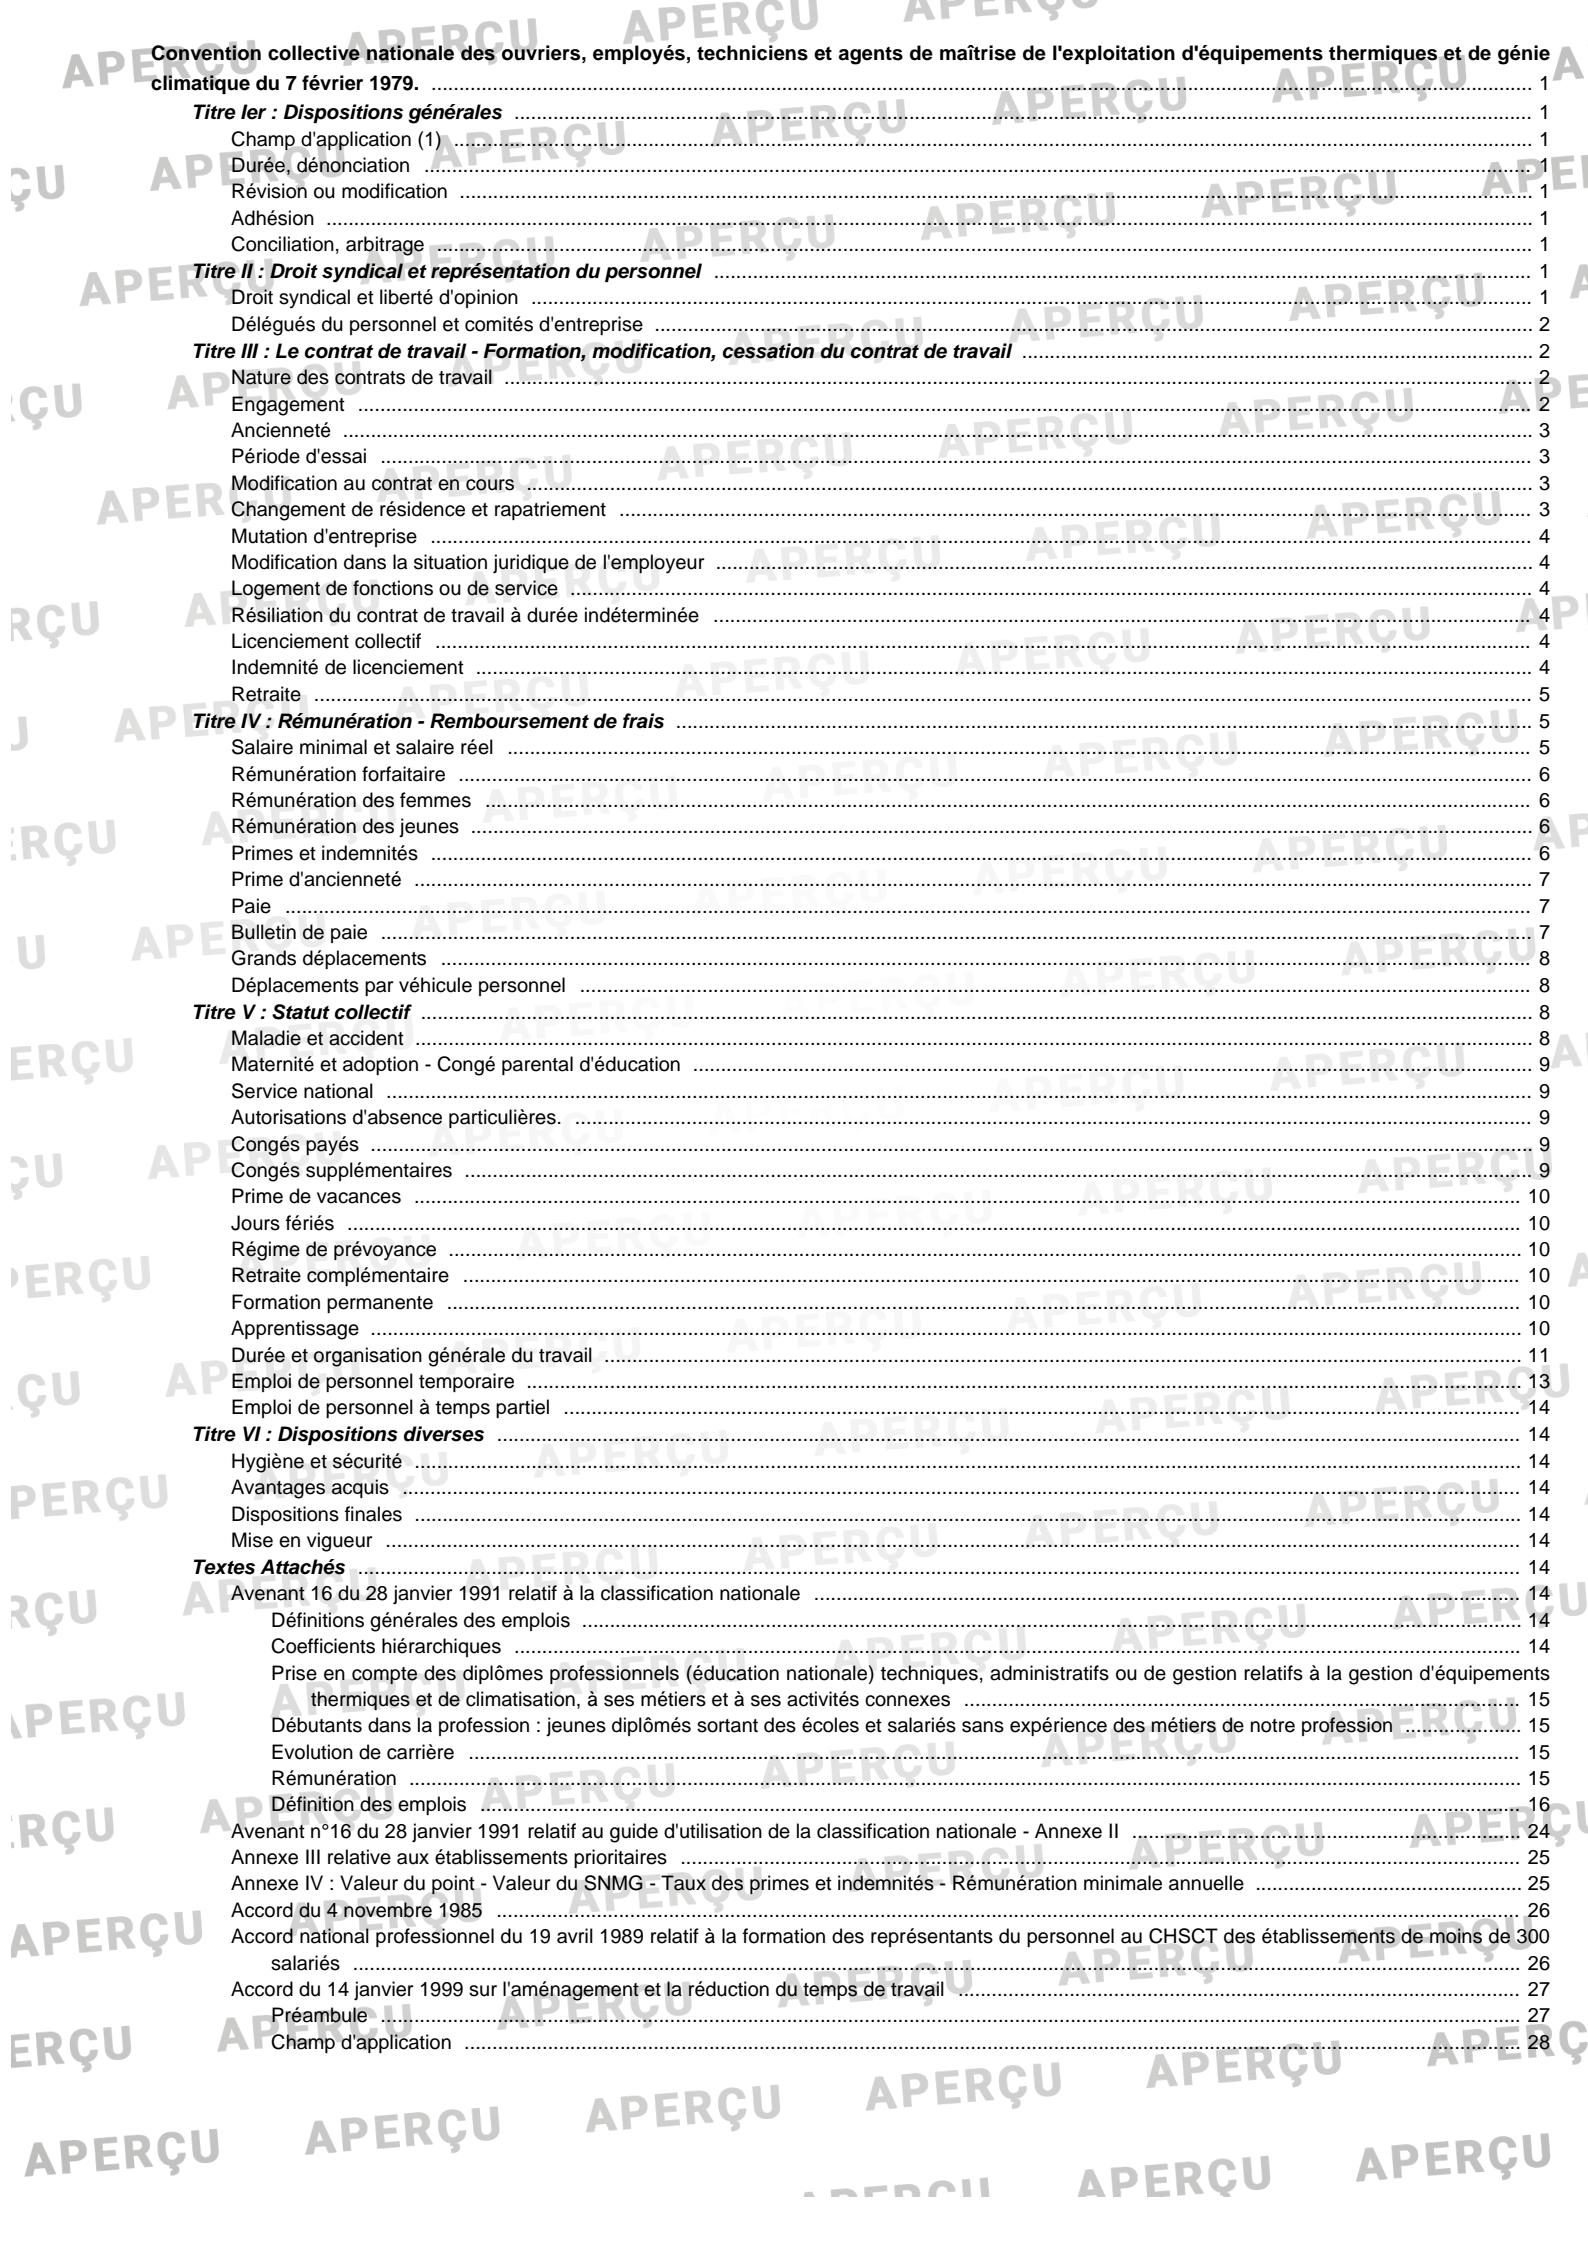 Convention collective nationale des ouvriers, employés, techniciens et agents de maîtrise de l'exploitation d'équipements thermiques et de génie
climatique du 7 février 1979. 1
Titre Ier : Dispositions générales 1
Champ d'application (1) 1
Durée, dénonciation 1
Révision ou modification 1
Adhésion 1
Conciliation, arbitrage 1
Titre II : Droit syndical et représentation du personnel 1
Droit syndical et liberté d'opinion 1
Délégués du personnel et comités d'entreprise 2
Titre III : Le contrat de travail - Formation, modification, cessation du contrat de travail 2
Nature des contrats de travail 2
Engagement 2
Ancienneté 3
Période d'essai 3
Modification au contrat en cours 3
Changement de résidence et rapatriement 3
Mutation d'entreprise 4
Modification dans la situation juridique de l'employeur 4
Logement de fonctions ou de service 4
Résiliation du contrat de travail à durée indéterminée 4
Licenciement collectif 4
Indemnité de licenciement 4
Retraite 5
Titre IV : Rémunération - Remboursement de frais 5
Salaire minimal et salaire réel 5
Rémunération forfaitaire 6
Rémunération des femmes 6
Rémunération des jeunes 6
Primes et indemnités 6
Prime d'ancienneté 7
Paie 7
Bulletin de paie 7
Grands déplacements 8
Déplacements par véhicule personnel 8
Titre V : Statut collectif 8
Maladie et accident 8
Maternité et adoption - Congé parental d'éducation 9
Service national 9
Autorisations d'absence particulières. 9
Congés payés 9
Congés supplémentaires 9
Prime de vacances 10
Jours fériés 10
Régime de prévoyance 10
Retraite complémentaire 10
Formation permanente 10
Apprentissage 10
Durée et organisation générale du travail 11
Emploi de personnel temporaire 13
Emploi de personnel à temps partiel 14
Titre VI : Dispositions diverses 14
Hygiène et sécurité 14
Avantages acquis 14
Dispositions finales 14
Mise en vigueur 14
Textes Attachés 14
Avenant 16 du 28 janvier 1991 relatif à la classification nationale 14
Définitions générales des emplois 14
Coefficients hiérarchiques 14
Prise en compte des diplômes professionnels (éducation nationale) techniques, administratifs ou de gestion relatifs à la gestion d'équipements
thermiques et de climatisation, à ses métiers et à ses activités connexes 15
Débutants dans la profession : jeunes diplômés sortant des écoles et salariés sans expérience des métiers de notre profession 15
Evolution de carrière 15
Rémunération 15
Définition des emplois 16
Avenant n°16 du 28 janvier 1991 relatif au guide d'utilisation de la classification nationale - Annexe II 24
Annexe III relative aux établissements prioritaires 25
Annexe IV : Valeur du point - Valeur du SNMG - Taux des primes et indemnités - Rémunération minimale annuelle 25
Accord du 4 novembre 1985 26
Accord national professionnel du 19 avril 1989 relatif à la formation des représentants du personnel au CHSCT des établissements de moins de 300
salariés 26
Accord du 14 janvier 1999 sur l'aménagement et la réduction du temps de travail 27
Préambule 27
Champ d'application 28
APERÇU